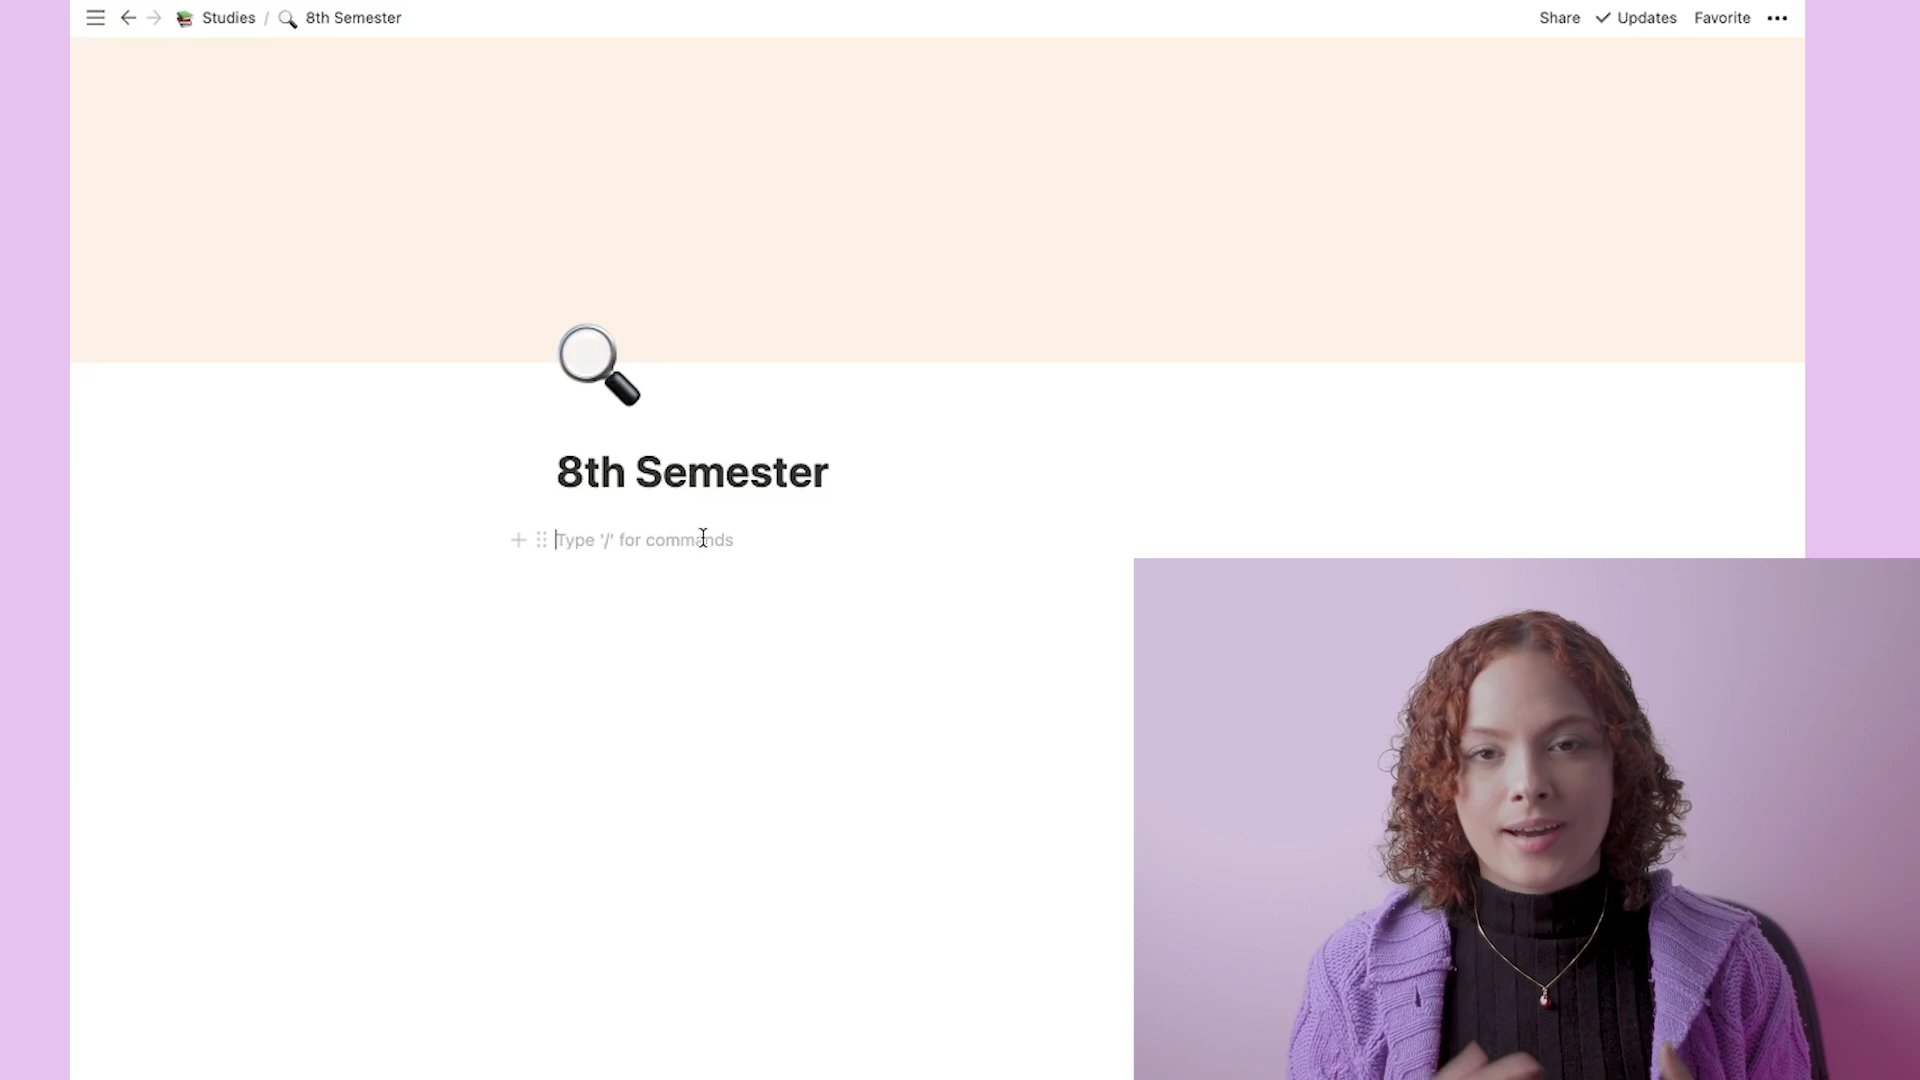 Studies / 8th Semester
Share Updates Favorite
8th Semester
Type '/' for commands